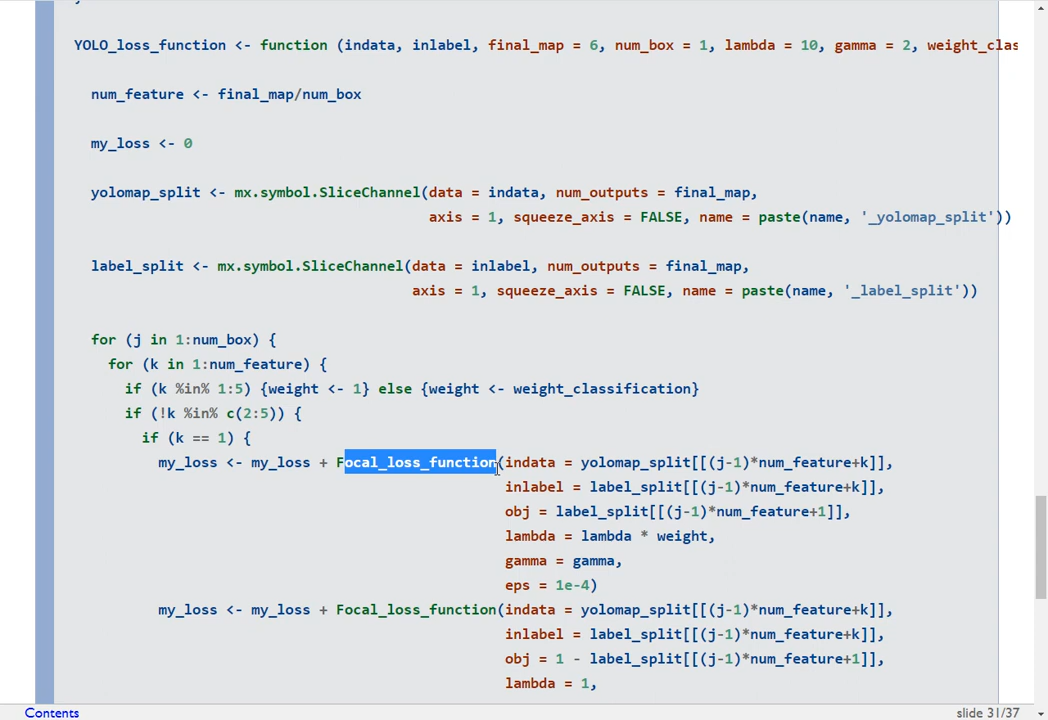 YOLO_loss_function <- function (indata, inlabel, final_map = 6, num_box = 1, lambda = 10, gamma = 2, weight_clas
num_feature <- final_map/num_box
my_loss <- 0
yolomap_split <- mx.symbol.SliceChannel(data = indata, num_outputs = final_map,
axis = 1, squeeze_axis = FALSE, name = paste(name, '_yolomap_split'))
label_split <- mx.symbol.SliceChannel(data = inlabel, num_outputs = final_map,
axis = 1, squeeze_axis = FALSE, name = paste(name, '_label_split'))
for (j in 1:num_box) {
for (k in 1:num_feature) {
if (k %in% 1:5) {weight <- 1} else {weight <- weight_classification}
if (!k %in% c(2:5)) {
if (k == 1) {
my_loss <- my_loss + Focal_loss_function(indata = yolomap_split[[(j-1)*num_feature+k]],
inlabel = label_split[[(j-1)*num_feature+k]],
obj = label_split[[(j-1)*num_feature+1]],
lambda = lambda * weight,
gamma = gamma,
eps = 1e-4)
my_loss <- my_loss + Focal_loss_function(indata = yolomap_split[[(j-1)*num_feature+k]],
inlabel = label_split[[(j-1)*num_feature+k]],
obj = 1 - label_split[[(j-1)*num_feature+1]],
lambda = 1,
Contents
slide 31/37